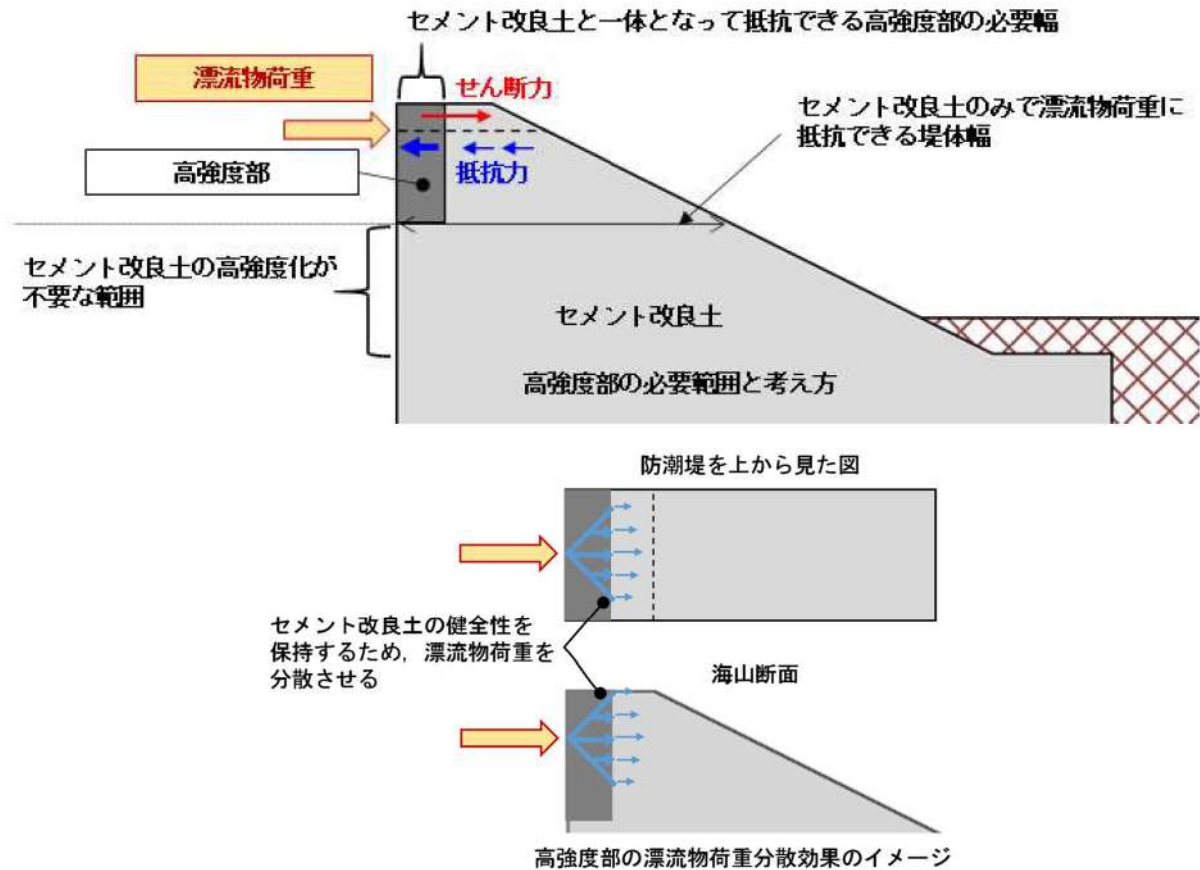 セメント改良土と一体となって抵抗できる高強度部の必要幅
漂流物荷重
せん断力
セメント改良土のみで漂流物荷重に
抵抗できる堤体幅
高強度部
抵抗力
セメント改良土の高強度化が
不要な範囲
セメント改良土
高強度部の必要範囲と考え方
防潮堤を上から見た図
セメント改良土の健全性を
保持するため，漂流物荷重を
分散させる
海山断面
高強度部の漂流物荷重分散効果のイメージ